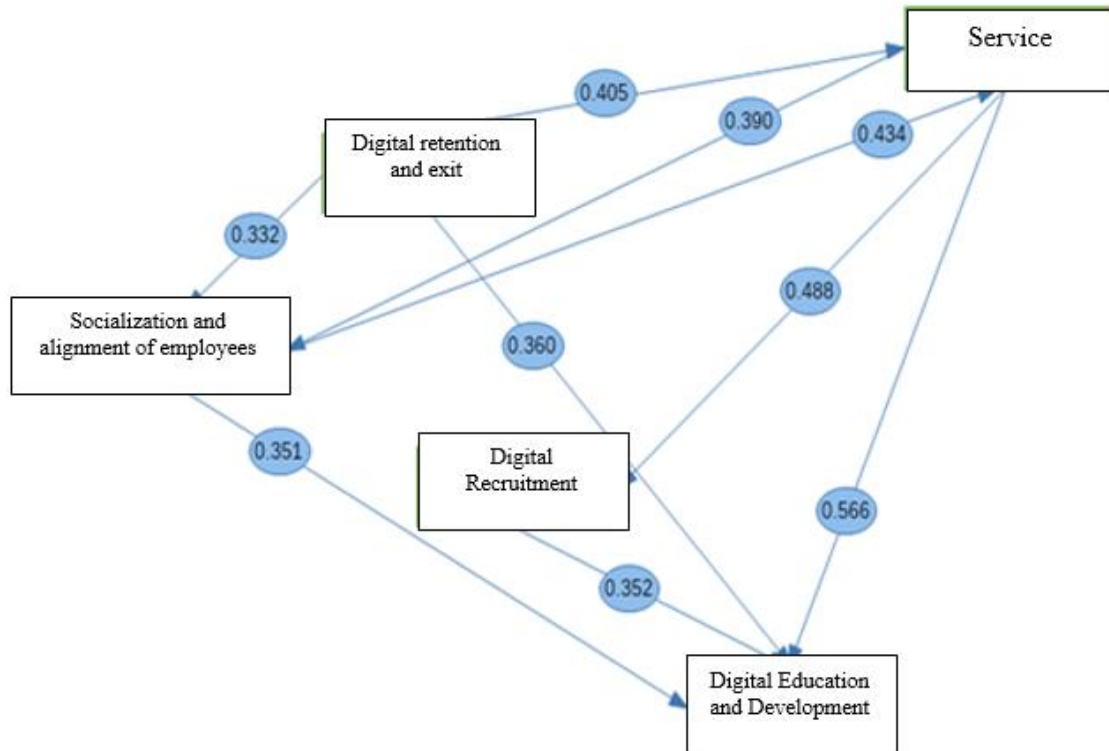 Service
0.405
0.390
0.434
Digital retention
and exit
0.332
0.488
Socialization and
alignment of employees
0.360
0.351
Digital
Recruitment
0.566
0.352
Digital Education
and Development